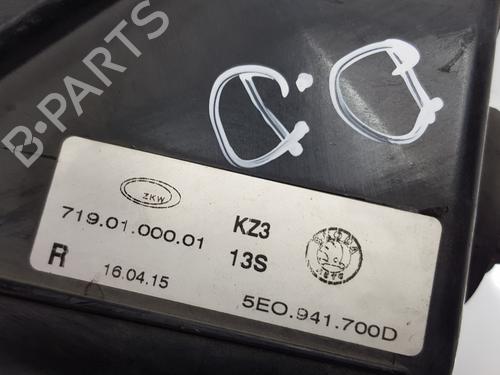 B-PARTS
D.D
ZKW
719.01.000.01 KZ3
R 16.04.15 13S
5E0.941.700D